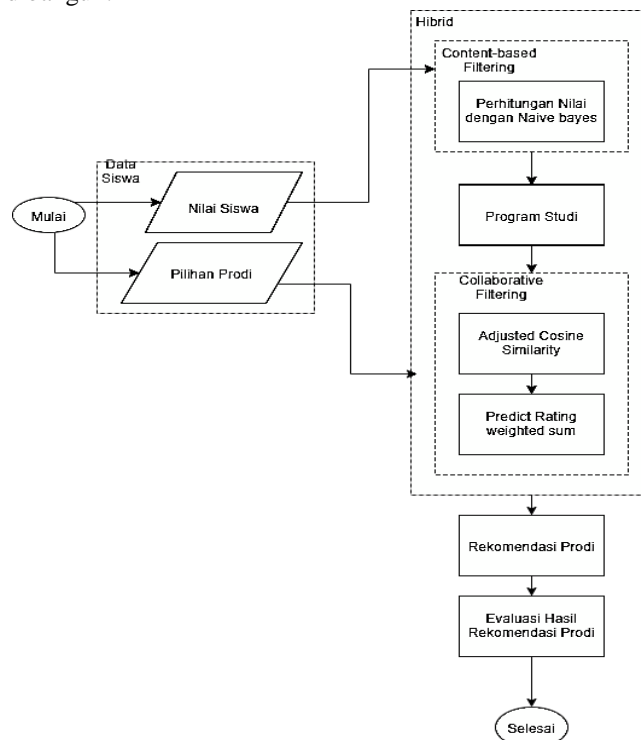 Hibrid
Content-based
Filtering
Perhitungan Nilai
dengan Naive bayes
Data
Siswa
Mulai
Nilai Siswa
Program Studi
Pilihan Prodi
Collaborative
Filtering
Adjusted Cosine
Similarity
Predict Rating
weighted sum
Rekomendasi Prodi
Evaluasi Hasil
Rekomendasi Prodi
Selesai